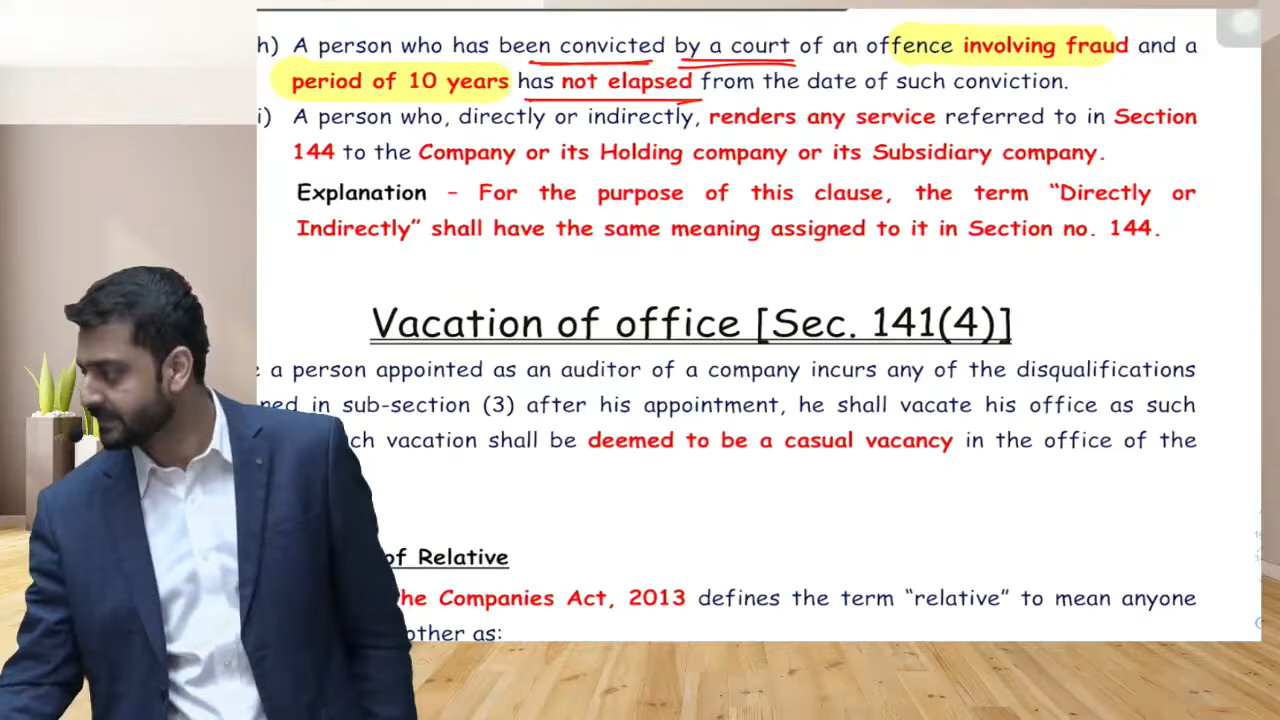 h) A person who has been convicted by a court of an offence involving fraud and a
period of 10 years has not elapsed from the date of such conviction.
i) A person who, directly or indirectly, renders any service referred to in Section
144 to the Company or its Holding company or its Subsidiary company.
Explanation – For the purpose of this clause, the term “Directly or
Indirectly” shall have the same meaning assigned to it in Section no. 144.
Vacation of office [Sec. 141(4)]
a person appointed as an auditor of a company incurs any of the disqualifications
in sub-section (3) after his appointment, he shall vacate his office as such
vacation shall be deemed to be a casual vacancy in the office of the
of Relative
Companies Act, 2013 defines the term “relative” to mean anyone
other as: